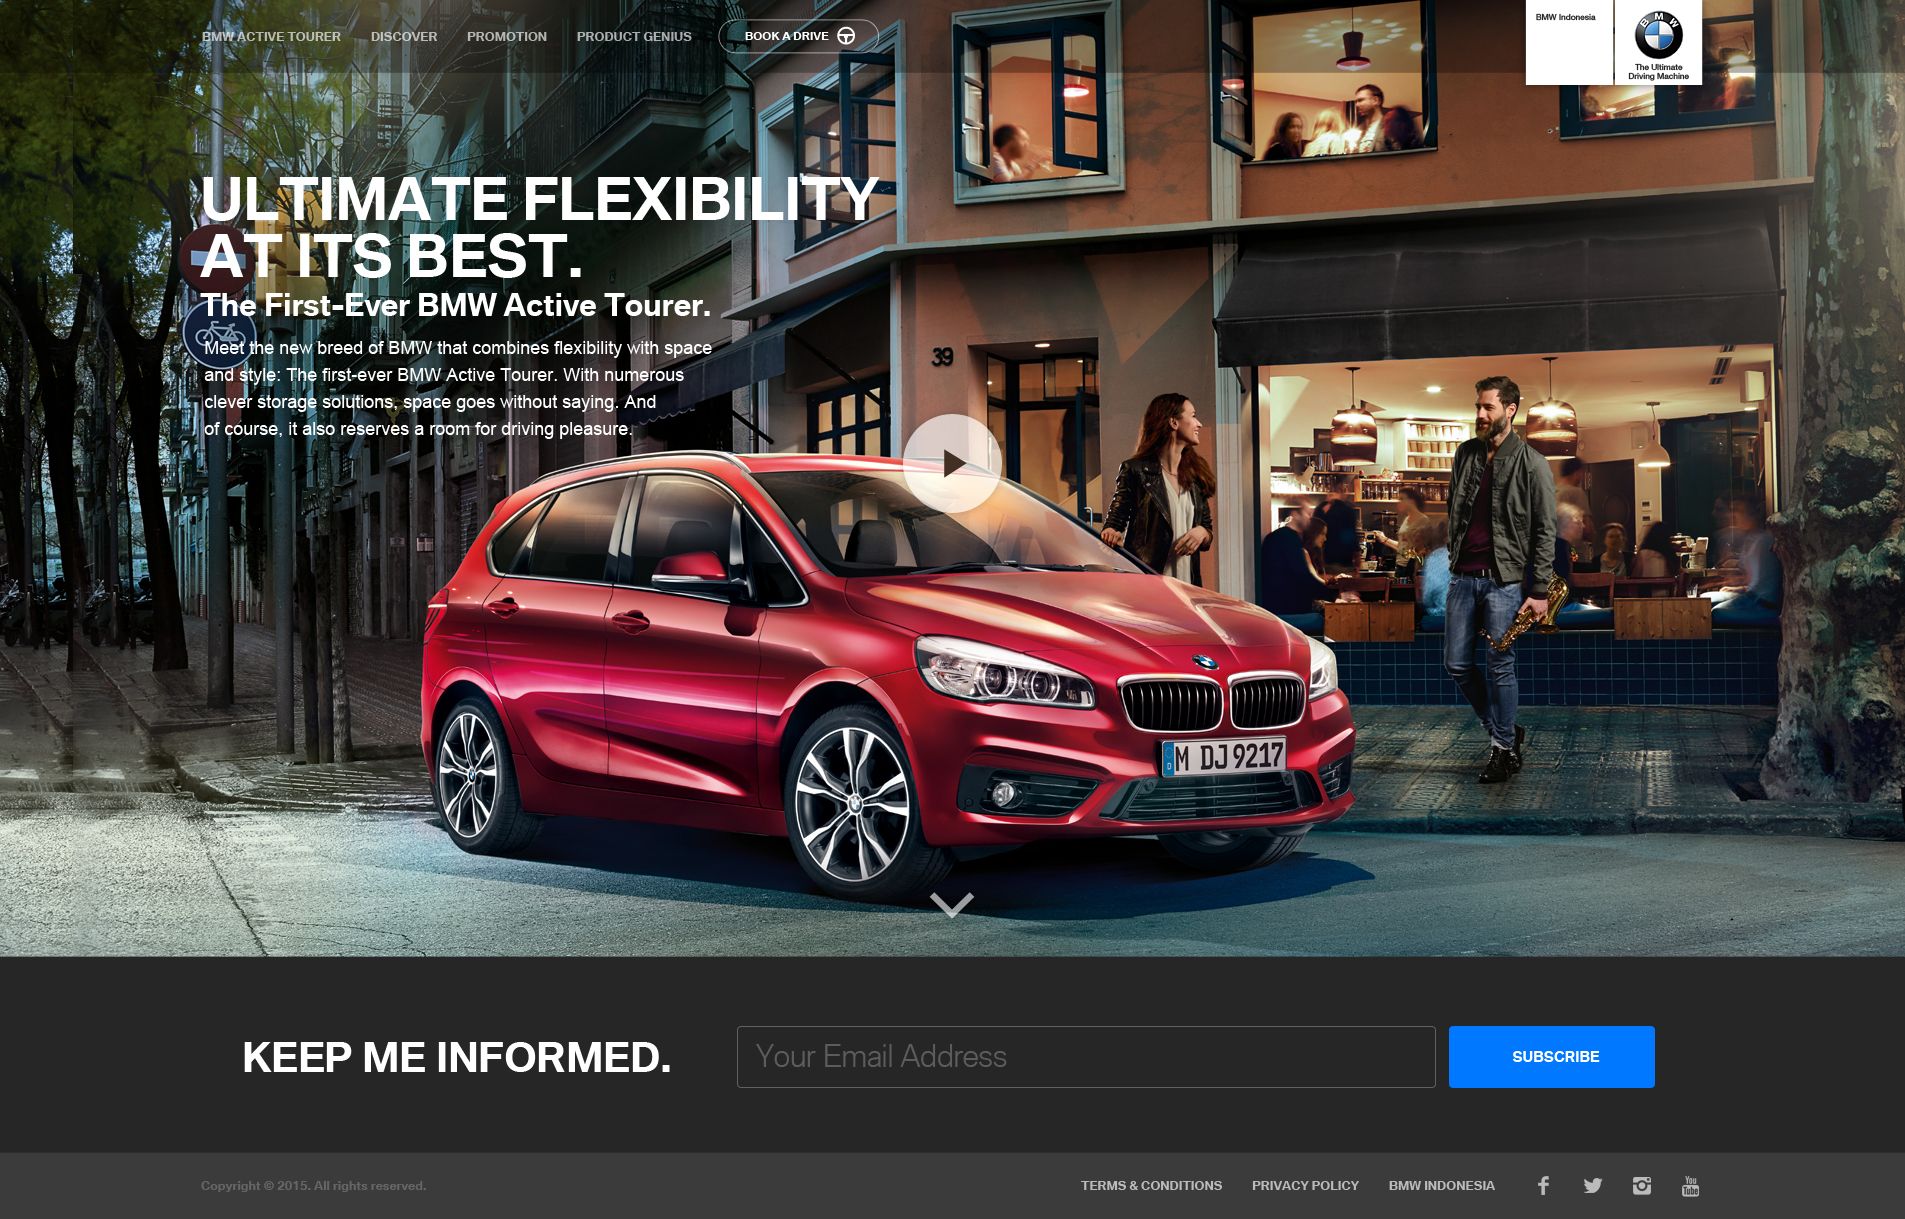 BMW ACTIVE TOURER
DISCOVER
PROMOTION
PRODUCT GENIUS
BOOK A DRIVE
BMW Indonesia
BMW
The Ultimate
Driving Machine
ULTIMATE FLEXIBILITY
AT ITS BEST.
The First-Ever BMW Active Tourer.
Meet the new breed of BMW that combines flexibility with space
and style: The first-ever BMW Active Tourer. With numerous
clever storage solutions, space goes without saying. And
of course, it also reserves a room for driving pleasure.
39
D
M DJ 9217
KEEP ME INFORMED.
Your Email Address
SUBSCRIBE
Copyright © 2015. All rights reserved.
TERMS & CONDITIONS
PRIVACY POLICY
BMW INDONESIA
You
Tube